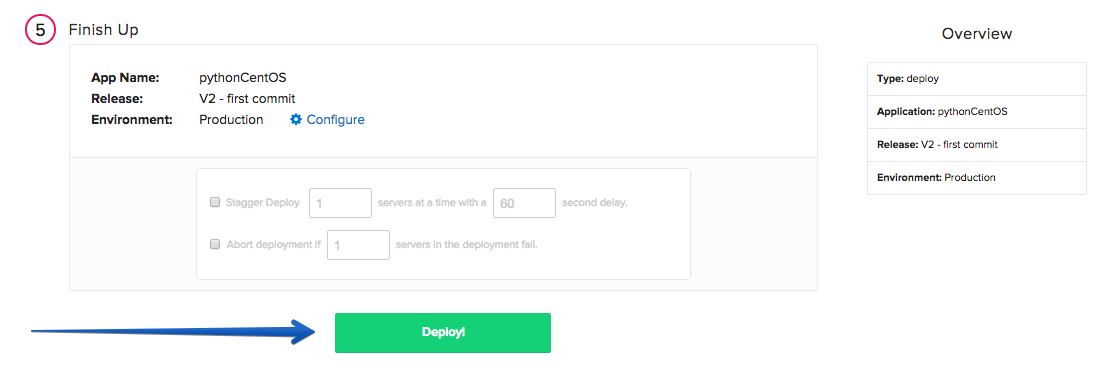 5 Finish Up
App Name: pythonCentOS
Release: V2 - first commit
Environment: Production Configure
Stagger Deploy 1 servers at a time with a 60 second delay.
Abort deployment if 1 servers in the deployment fail.
Deploy!
Overview
Type: deploy
Application: pythonCentOS
Release: V2 - first commit
Environment: Production